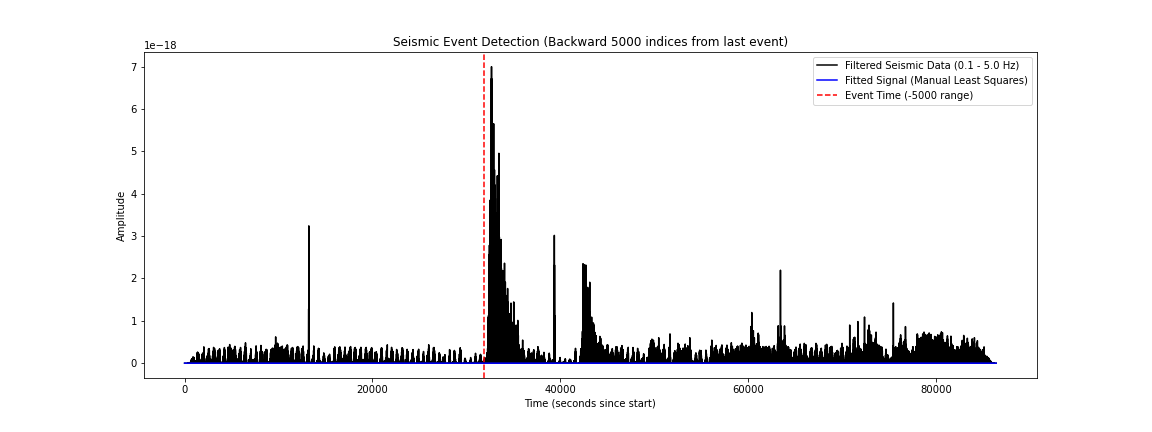 Seismic Event Detection (Backward 5000 indices from last event)
1e−18
Filtered Seismic Data (0.1 - 5.0 Hz)
Fitted Signal (Manual Least Squares)
Event Time (-5000 range)
7
6
5
4
3
2
1
0
Amplitude
0 20000 40000 60000 80000
Time (seconds since start)